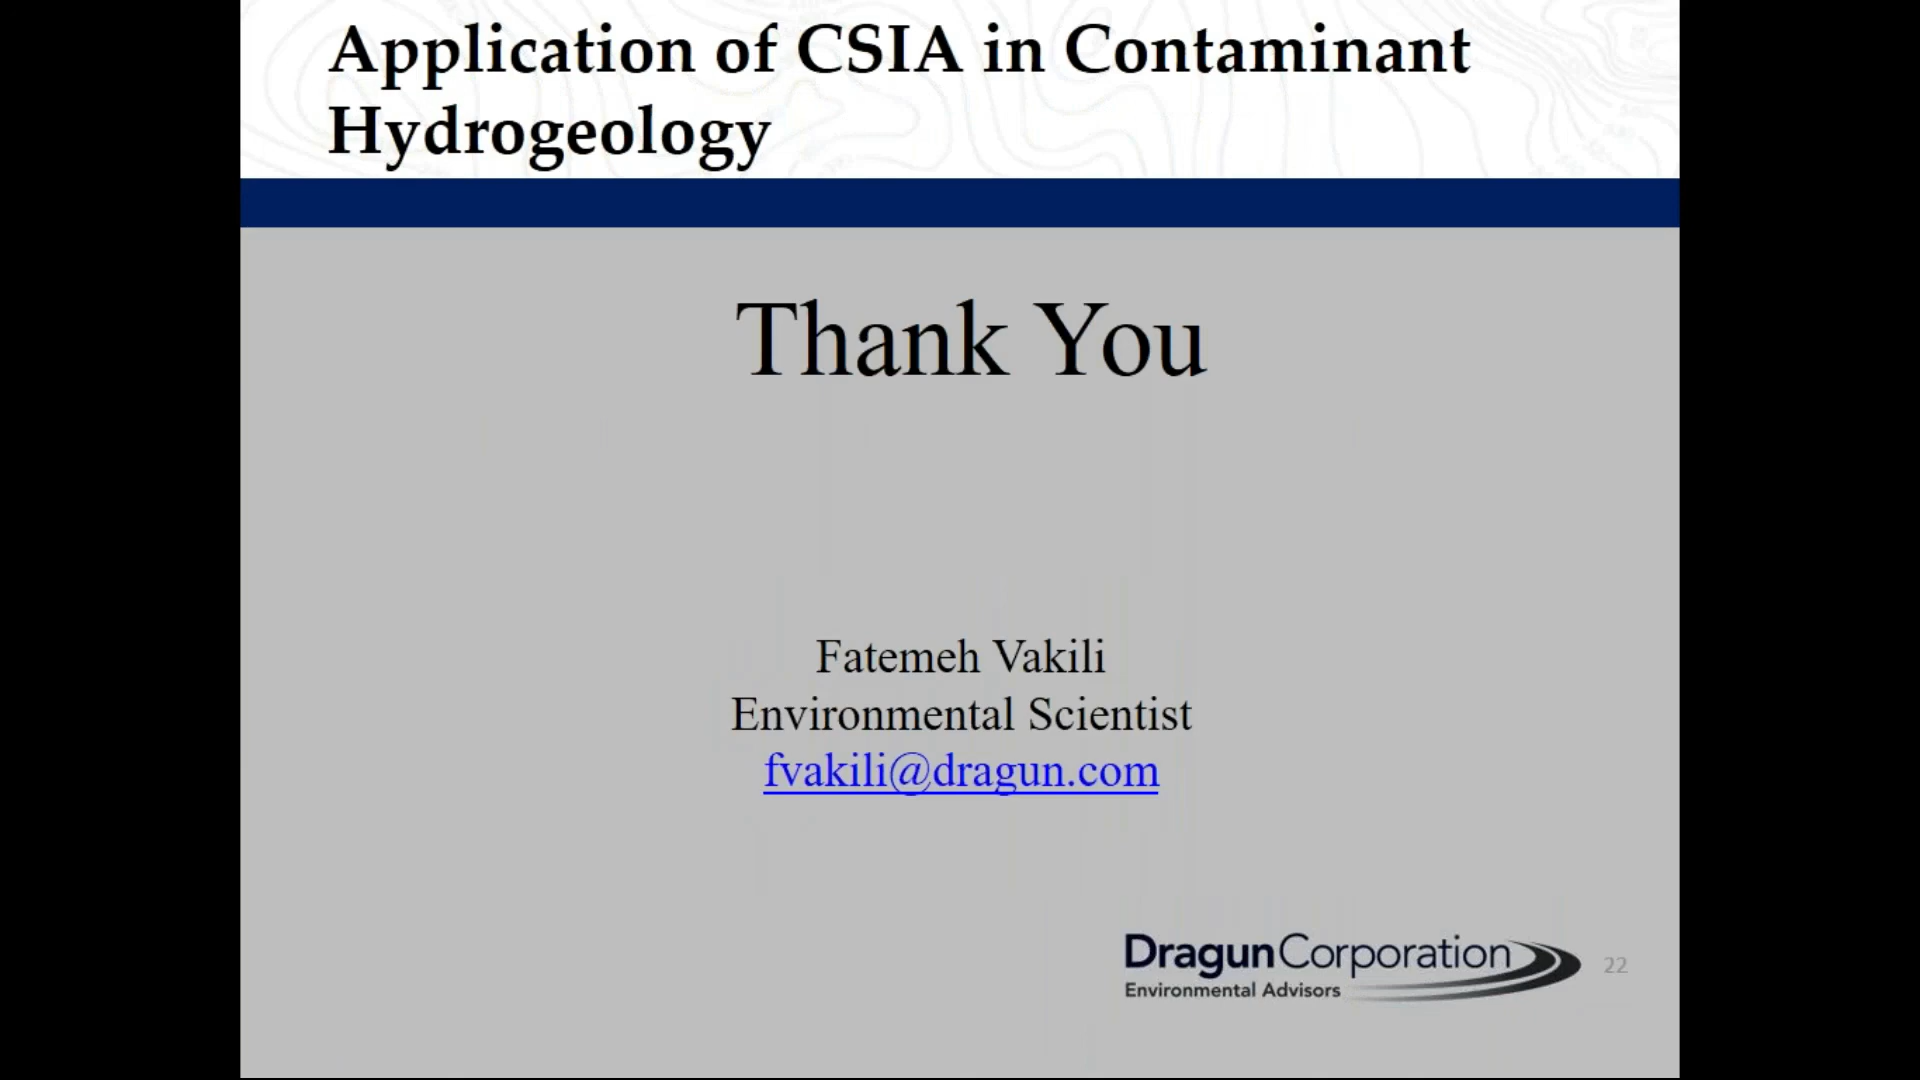 Application of CSIA in Contaminant
Hydrogeology
Thank You
Fatemeh Vakili
Environmental Scientist
fvakili@dragun.com
DragunCorporation
Environmental Advisors
22